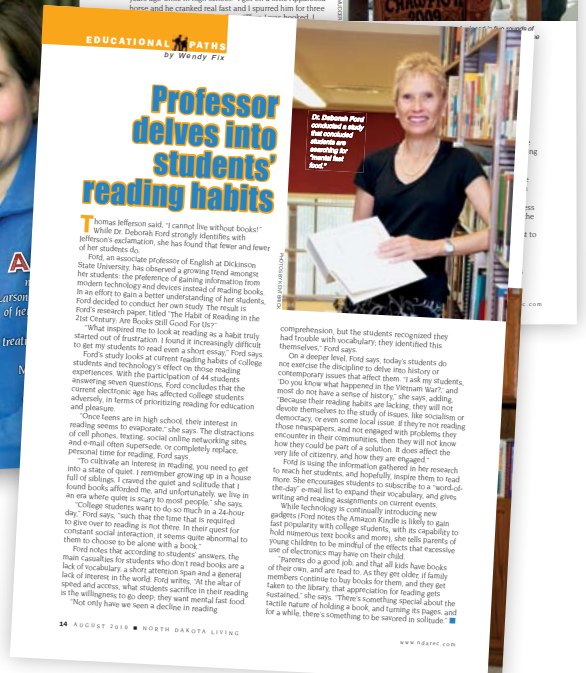 horse and he cranked real fast and I spurred him for three
EDUCATIONAL PATHS
by Wendy Fix
Professor
delves into
students'
reading habits
Dr. Deborah Ford
conducted a study
that concluded
students are
searching for
"mental fast
food."
Thomas Jefferson said, "I cannot live without books!"
While Dr. Deborah Ford strongly identifies with
Jefferson's exclamation, she has found that fewer and fewer
of her students do.
Ford, an associate professor of English at Dickinson
State University, has observed a growing trend amongst
her students: the preference of gaining information from
modern technology and devices instead of reading books.
In an effort to gain a better understanding of her students,
Ford decided to conduct her own study. The result is
Ford's research paper, titled "The Habit of Reading in the
21st Century: Are Books Still Good For Us?"
"What inspired me to look at reading as a habit truly
started out of frustration. I found it increasingly difficult
to get my students to read even a short essay," Ford says.
Ford's study looks at current reading habits of college
students and technology's effect on those reading
experiences. With the participation of 44 students
answering seven questions, Ford concludes that the
current electronic age has affected college students
adversely, in terms of prioritizing reading for education
and pleasure.
"Once teens are in high school, their interest in
reading seems to evaporate," she says. The distractions
of cell phones, texting, social online networking sites
and e-mail often supersede, or completely replace,
personal time for reading, Ford says.
"To cultivate an interest in reading, you need to get
into a state of quiet. I remember growing up in a house
full of siblings. I craved the quiet and solitude that I
found books afforded me, and unfortunately, we live in
an era where quiet is scary to most people," she says.
"College students want to do so much in a 24-hour
day," Ford says, "such that the time that is required
to give over to reading is not there. In their quest for
constant social interaction, it seems quite abnormal to
them to choose to be alone with a book."
Ford notes that according to students' answers, the
main casualties for students who don't read books are a
lack of vocabulary, a short attention span and a general
lack of interest in the world. Ford writes, "At the altar of
speed and access, what students sacrifice in their reading
is the willingness to go deep; they want mental fast food.
"Not only have we seen a decline in reading
comprehension, but the students recognized they
had trouble with vocabulary; they identified this
themselves," Ford says.
On a deeper level, Ford says, today's students do
not exercise the discipline to delve into history or
contemporary issues that affect them. "I ask my students,
'Do you know what happened in the Vietnam War?,' and
most do not have a sense of history," she says, adding,
"Because their reading habits are lacking, they will not
devote themselves to the study of issues, like socialism or
democracy, or even some local issue. If they're not reading
those newspapers, and not engaged with problems they
encounter in their communities, then they will not know
how they could be part of a solution. It does affect the
very life of citizenry, and how they are engaged."
Ford is using the information gathered in her research
to reach her students, and hopefully, inspire them to read
more. She encourages students to subscribe to a "word-of-
the-day" e-mail list to expand their vocabulary, and gives
writing and reading assignments on current events.
While technology is continually introducing new
gadgets (Ford notes the Amazon Kindle is likely to gain
fast popularity with college students, with its capability to
hold numerous text books and more), she tells parents of
young children to be mindful of the effects that excessive
use of electronics may have on their child.
"Parents do a good job, and that all kids have books
of their own, and are read to. As they get older, if family
members continue to buy books for them, and they get
taken to the library, that appreciation for reading gets
sustained," she says. "There's something special about the
tactile nature of holding a book, and turning its pages, and
for a while, there's something to be savored in solitude."
14 AUGUST 2010 ■ NORTH DAKOTA LIVING
www.ndarec.com